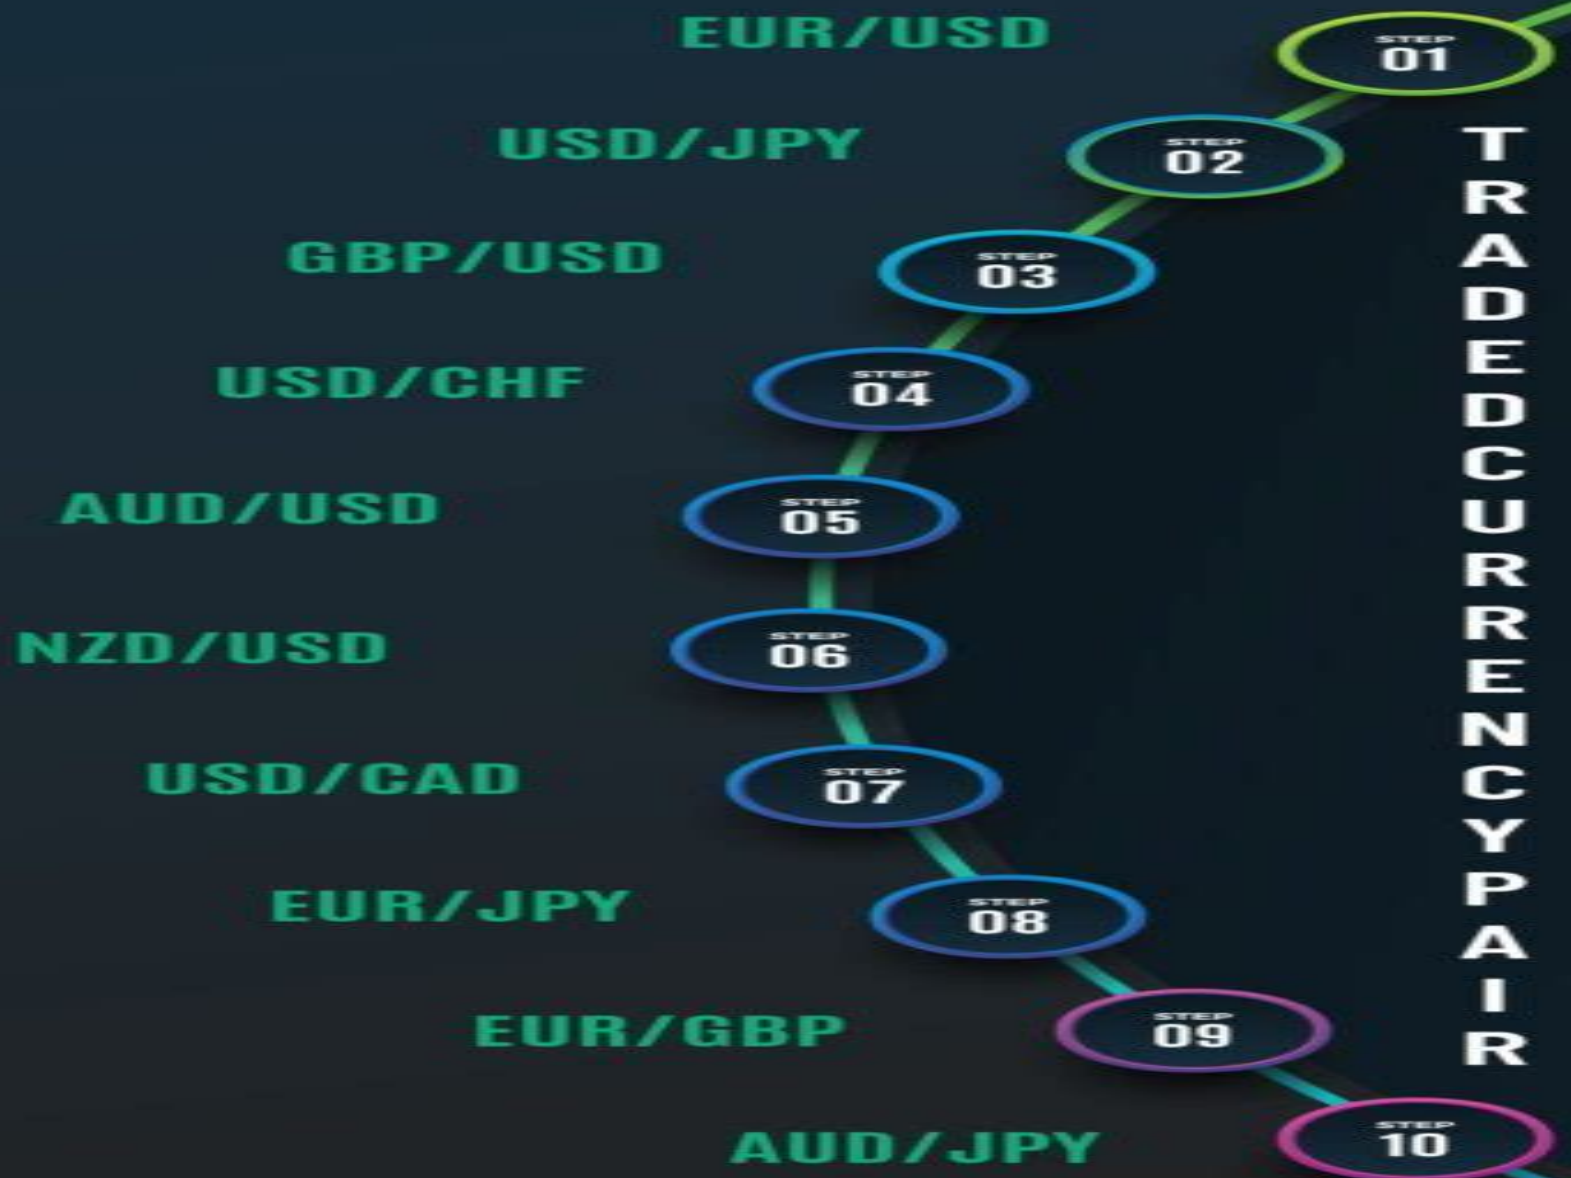 EUR/USD
STEP
01
USD/JPY
STEP
02
GBP/USD
STEP
03
USD/CHF
STEP
04
AUD/USD
STEP
05
NZD/USD
STEP
06
USD/CAD
STEP
07
EUR/JPY
STEP
08
EUR/GBP
STEP
09
AUD/JPY
STEP
10
TRADEDCURRENCYPAIR